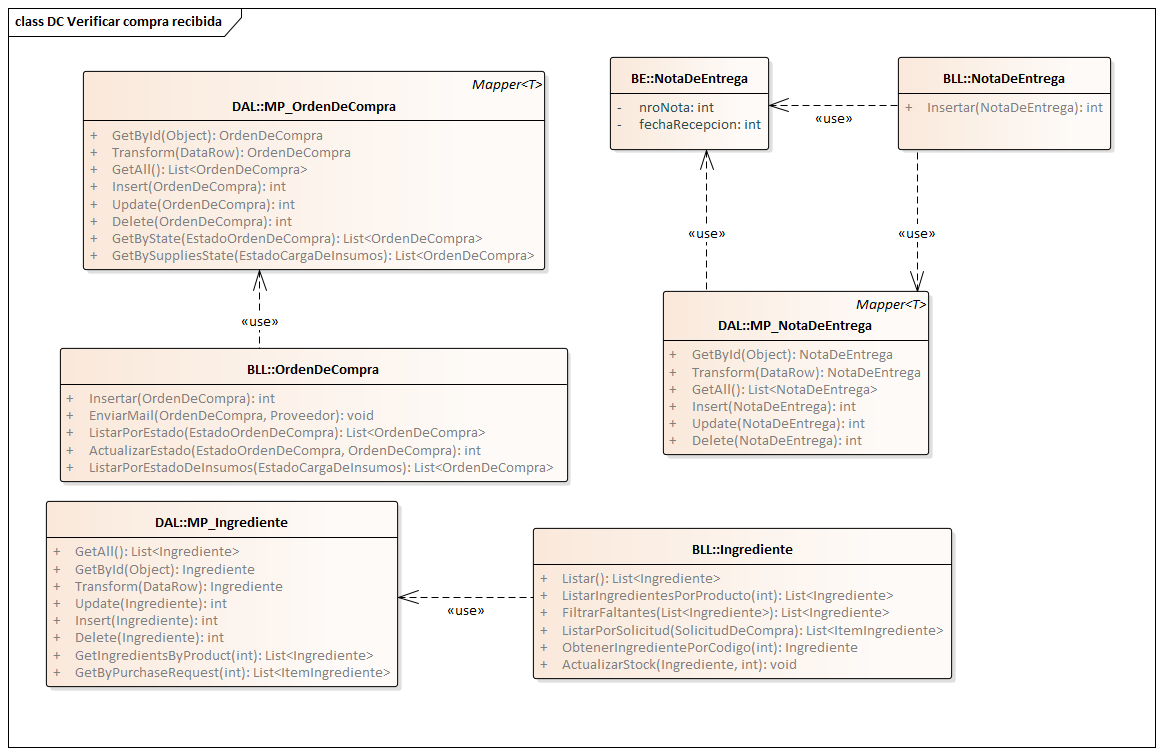 class DC Verificar compra recibida
Mapper<T>
DAL::MP_OrdenDeCompra
+ GetById(Object): OrdenDeCompra
+ Transform(DataRow): OrdenDeCompra
+ GetAll(): List<OrdenDeCompra>
+ Insert(OrdenDeCompra): int
+ Update(OrdenDeCompra): int
+ Delete(OrdenDeCompra): int
+ GetByState(EstadoOrdenDeCompra): List<OrdenDeCompra>
+ GetBySuppliesState(EstadoCargaDeInsumos): List<OrdenDeCompra>
«use»
BLL::OrdenDeCompra
+ Insertar(OrdenDeCompra): int
+ EnviarMail(OrdenDeCompra, Proveedor): void
+ ListarPorEstado(EstadoOrdenDeCompra): List<OrdenDeCompra>
+ ActualizarEstado(EstadoOrdenDeCompra, OrdenDeCompra): int
+ ListarPorEstadoDeInsumos(EstadoCargaDeInsumos): List<OrdenDeCompra>
BE::NotaDeEntrega
- nroNota: int
- fechaRecepcion: int
«use»
BLL::NotaDeEntrega
+ Insertar(NotaDeEntrega): int
«use»
«use»
Mapper<T>
DAL::MP_NotaDeEntrega
+ GetById(Object): NotaDeEntrega
+ Transform(DataRow): NotaDeEntrega
+ GetAll(): List<NotaDeEntrega>
+ Insert(NotaDeEntrega): int
+ Update(NotaDeEntrega): int
+ Delete(NotaDeEntrega): int
DAL::MP_Ingrediente
+ GetAll(): List<Ingrediente>
+ GetById(Object): Ingrediente
+ Transform(DataRow): Ingrediente
+ Update(Ingrediente): int
+ Insert(Ingrediente): int
+ Delete(Ingrediente): int
+ GetIngredientsByProduct(int): List<Ingrediente>
+ GetByPurchaseRequest(int): List<ItemIngrediente>
«use»
BLL::Ingrediente
+ Listar(): List<Ingrediente>
+ ListarIngredientesPorProducto(int): List<Ingrediente>
+ FiltrarFaltantes(List<Ingrediente>): List<Ingrediente>
+ ListarPorSolicitud(SolicitudDeCompra): List<ItemIngrediente>
+ ObtenerIngredientePorCodigo(int): Ingrediente
+ ActualizarStock(Ingrediente, int): void